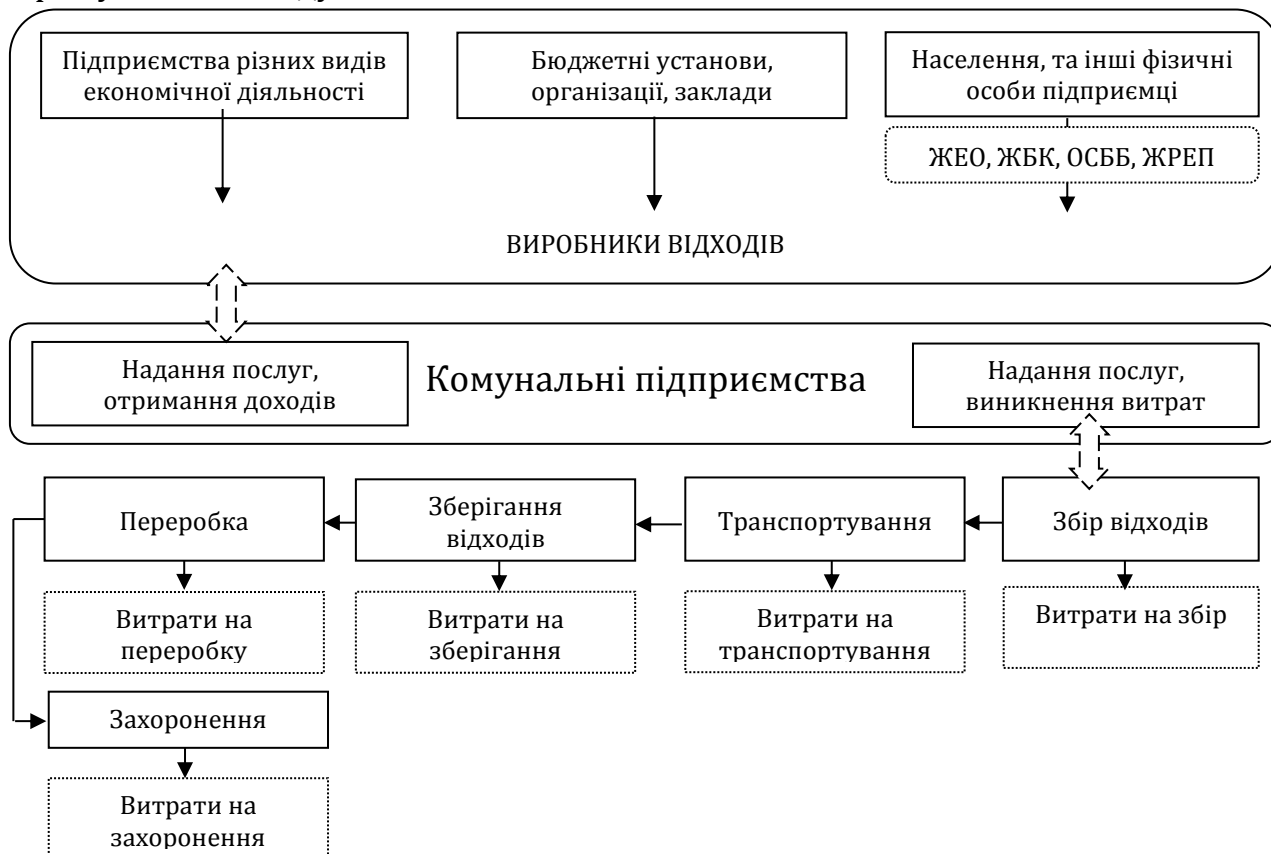 Підприємства різних видів
економічної діяльності
Бюджетні установи,
організації, заклади
Населення, та інші фізичні
особи підприємці
ЖЕО, ЖБК, ОСББ, ЖРЕП
ВИРОБНИКИ ВІДХОДІВ
Надання послуг,
отримання доходів
Комунальні підприємства
Надання послуг,
виникнення витрат
Переробка
Зберігання
відходів
Транспортування
Збір відходів
Витрати на
переробку
Витрати на
зберігання
Витрати на
транспортування
Витрати на збір
Захоронення
Витрати на
захоронення